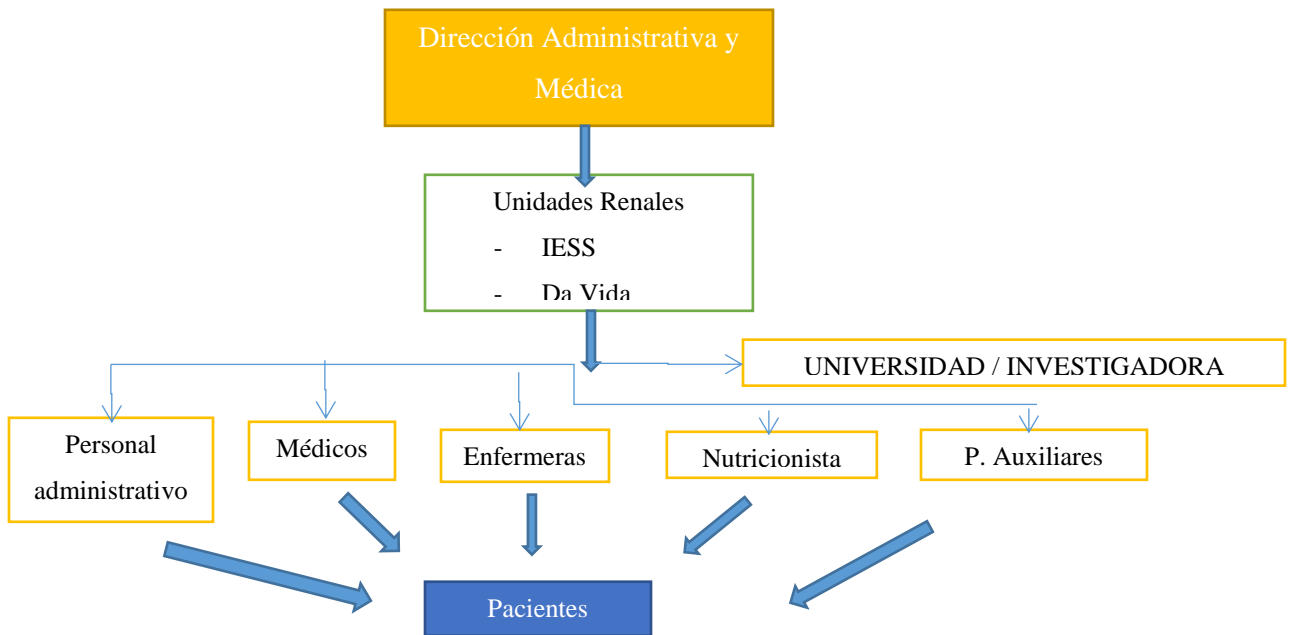 Dirección Administrativa y
Médica
Unidades Renales
- IESS
- Da Vida
UNIVERSIDAD / INVESTIGADORA
Personal
administrativo
Médicos
Enfermeras
Nutricionista
P. Auxiliares
Pacientes